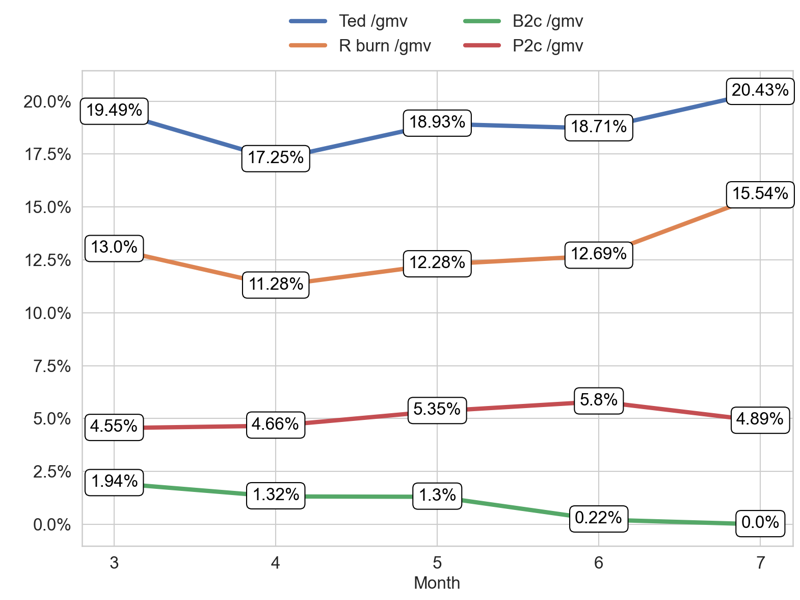 Ted /gmv B2c /gmv
R burn /gmv P2c /gmv
20.0%
17.5%
15.0%
12.5%
10.0%
7.5%
5.0%
2.5%
0.0%
19.49% 17.25% 18.93% 18.71% 20.43%
13.0% 11.28% 12.28% 12.69% 15.54%
4.55% 4.66% 5.35% 5.8% 4.89%
1.94% 1.32% 1.3% 0.22% 0.0%
3 4 5 6 7
Month